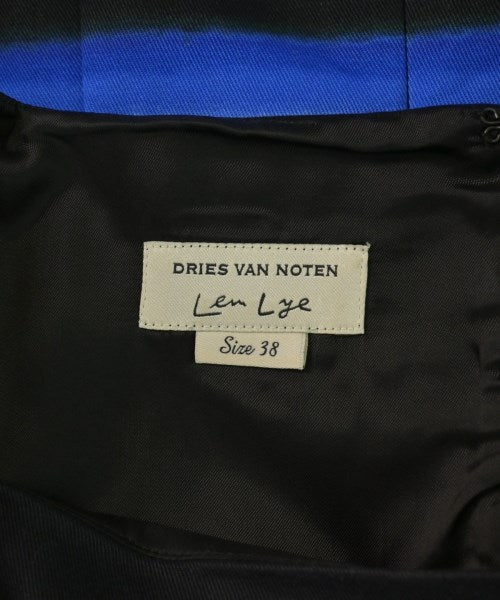 DRIES VAN NOTEN
Len Lye
Size 38